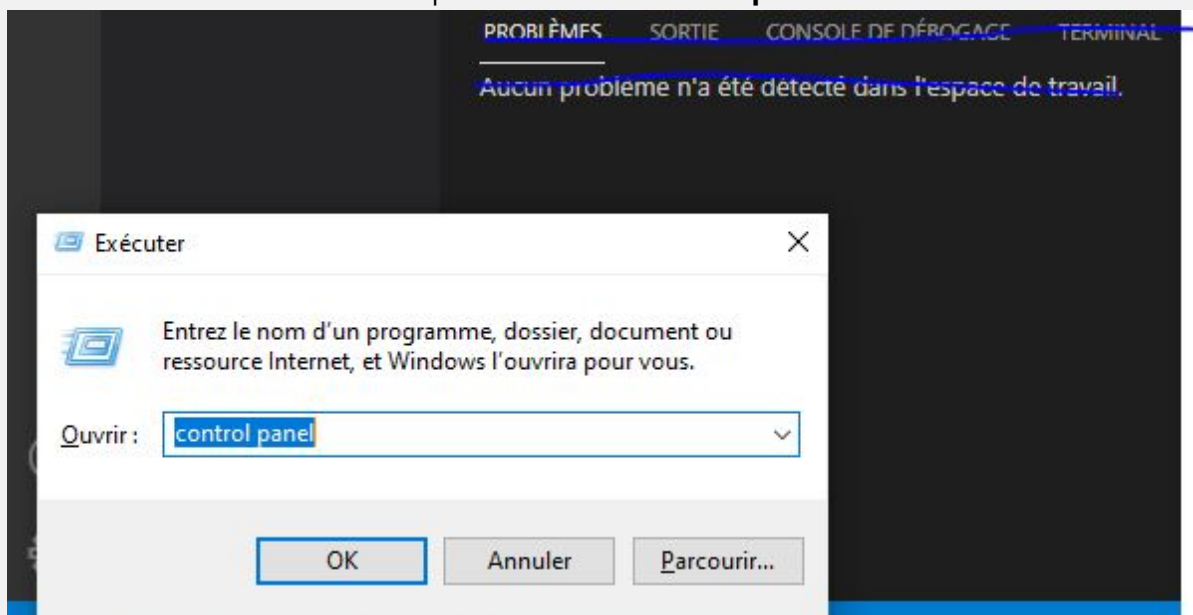 PROBLÈMES SORTIE CONSOLE DE DÉBOGAGE TERMINAL
Aucun problème n'a été détecté dans l'espace de travail.
Exécuter
Entrez le nom d'un programme, dossier, document ou
ressource Internet, et Windows l'ouvrira pour vous.
Ouvrir : control panel
OK Annuler Parcourir...